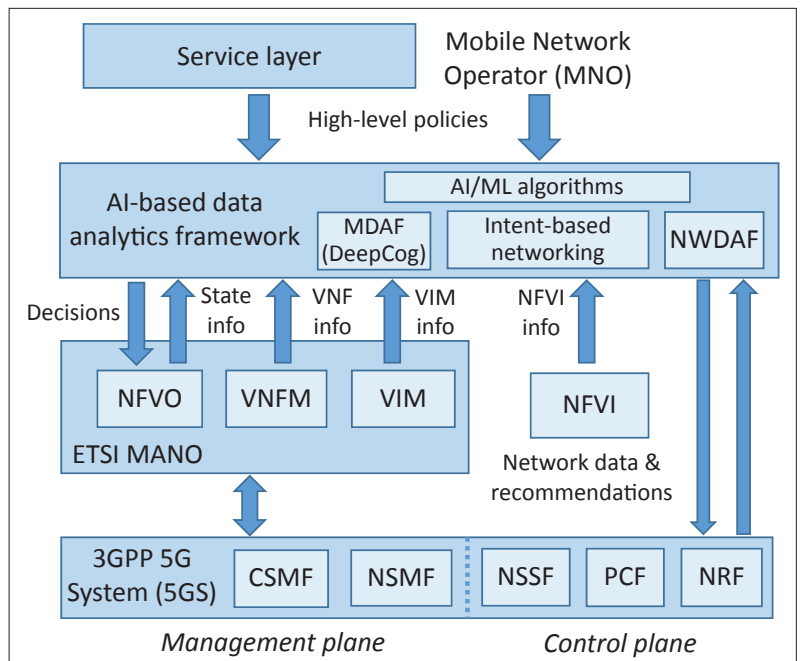 Service layer
Mobile Network
Operator (MNO)
High-level policies
AI-based data
analytics framework
AI/ML algorithms
MDAF
(DeepCog)
Intent-based
networking
NWDAF
Decisions
State
info
VNF
info
VIM
info
NFVI
info
NFVO
VNFM
VIM
ETSI MANO
NFVI
Network data &
recommendations
3GPP 5G
System (5GS)
CSMF
NSMF
NSSF
PCF
NRF
Management plane
Control plane